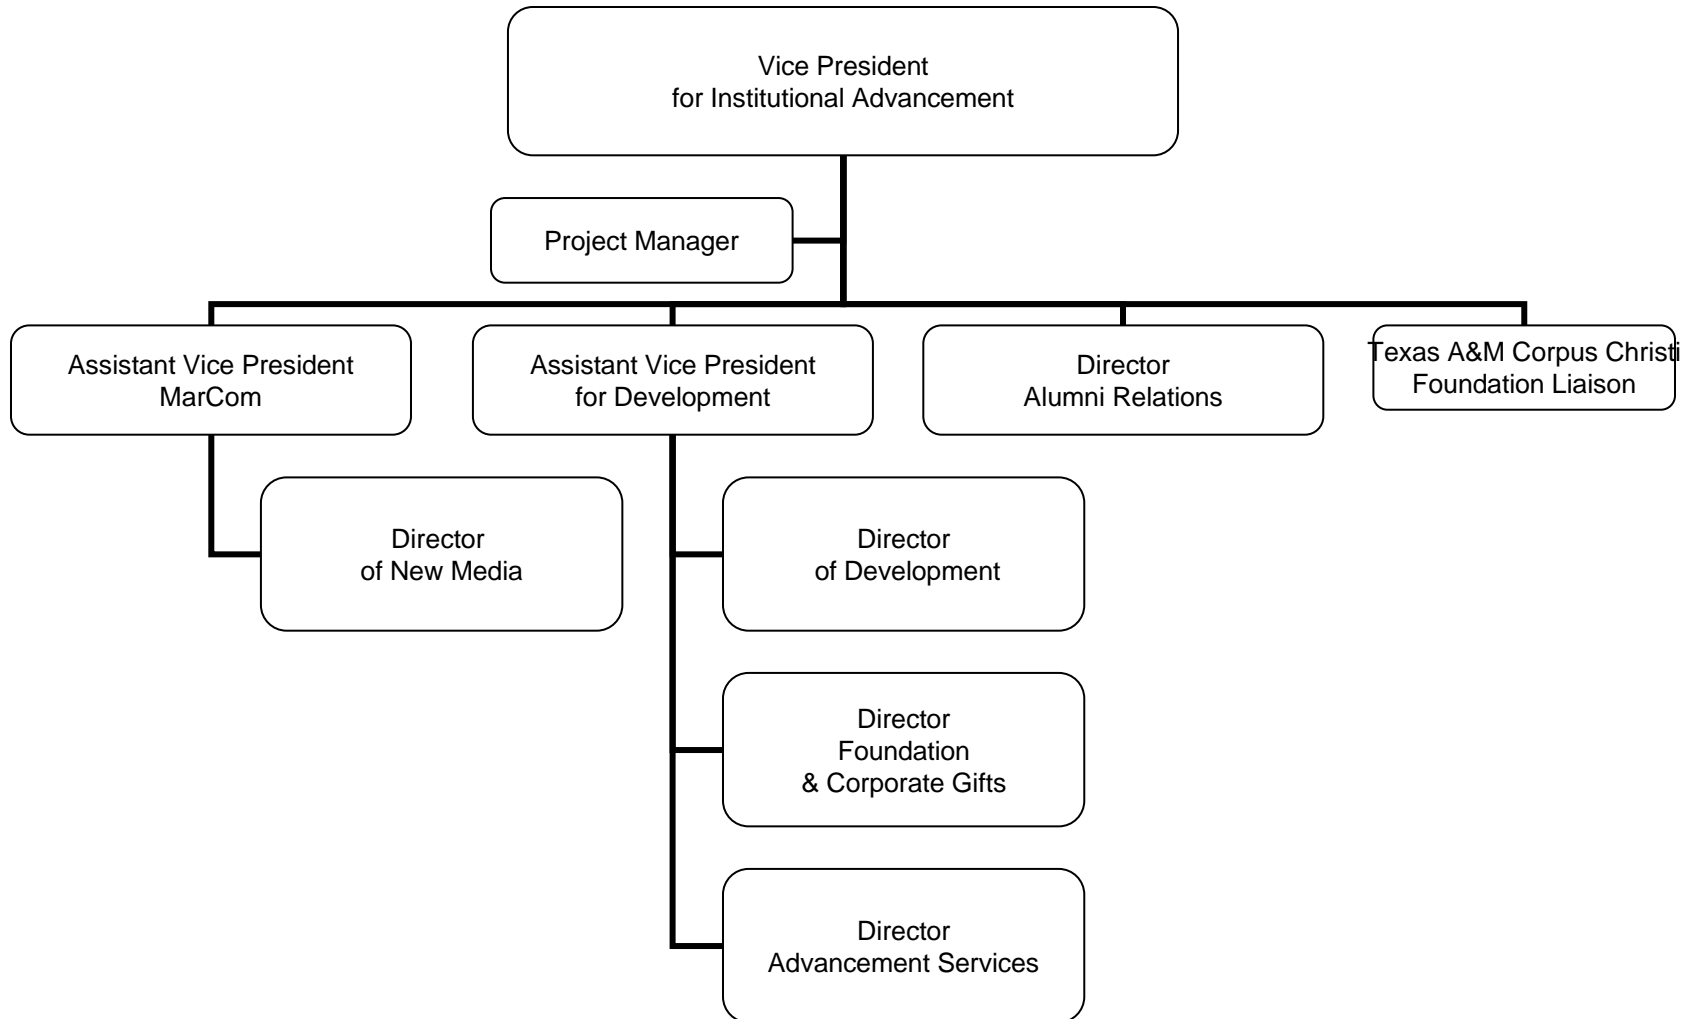 Vice President
for Institutional Advancement
Project Manager
Assistant Vice President
MarCom
Assistant Vice President
for Development
Director
Alumni Relations
Texas A&M Corpus Christi
Foundation Liaison
Director
of New Media
Director
of Development
Director
Foundation
& Corporate Gifts
Director
Advancement Services